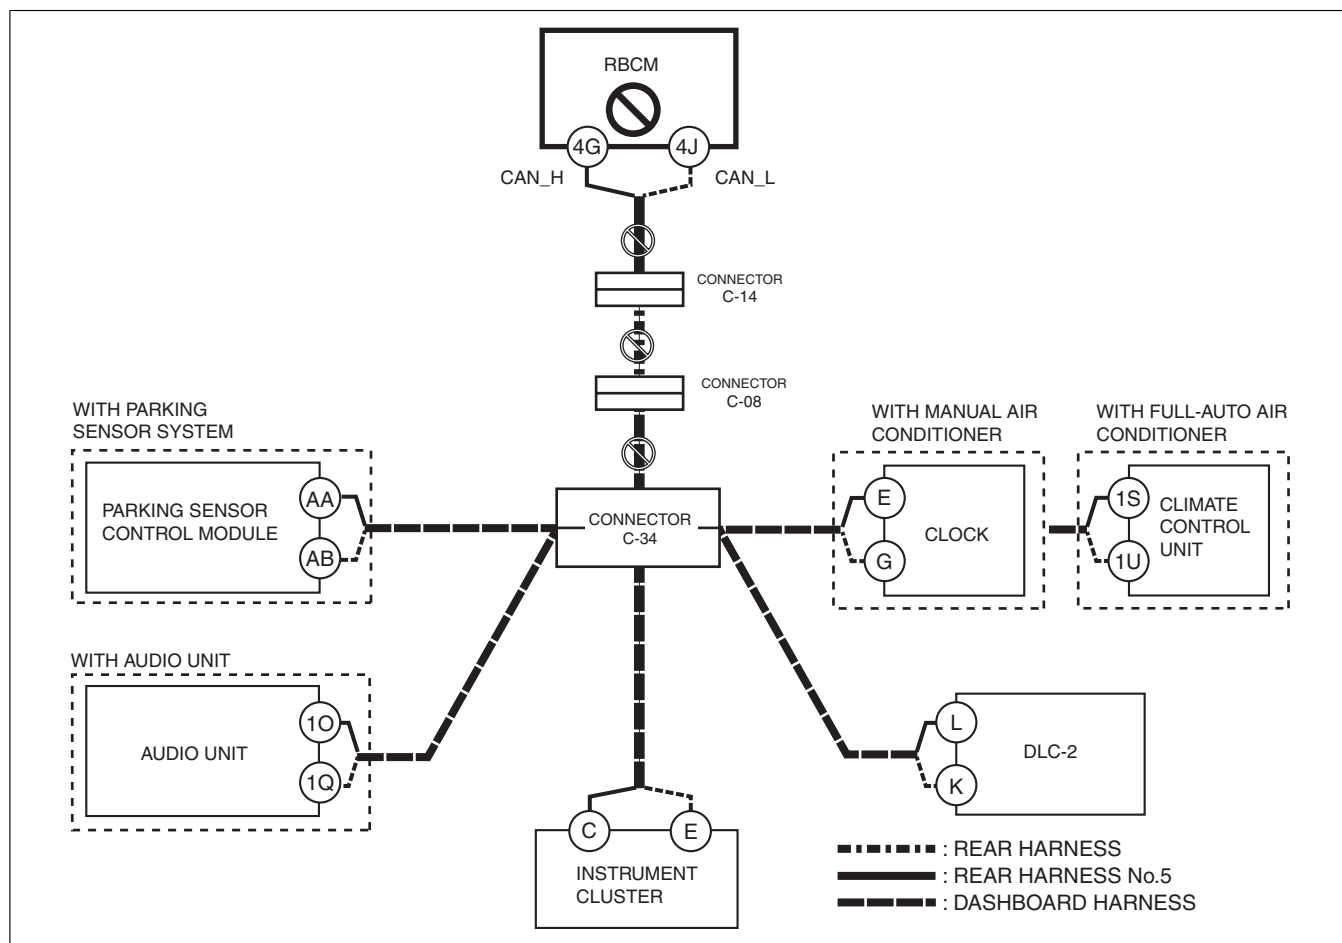 RBCM
4G
4J
CAN_H
CAN_L
CONNECTOR
C-14
CONNECTOR
C-08
WITH PARKING
SENSOR SYSTEM
WITH MANUAL AIR
CONDITIONER
WITH FULL-AUTO AIR
CONDITIONER
PARKING SENSOR
CONTROL MODULE
AA
AB
CONNECTOR
C-34
E
G
CLOCK
1S
1U
CLIMATE
CONTROL
UNIT
WITH AUDIO UNIT
AUDIO UNIT
1O
1Q
L
K
DLC-2
C
E
INSTRUMENT
CLUSTER
: REAR HARNESS
: REAR HARNESS No.5
: DASHBOARD HARNESS